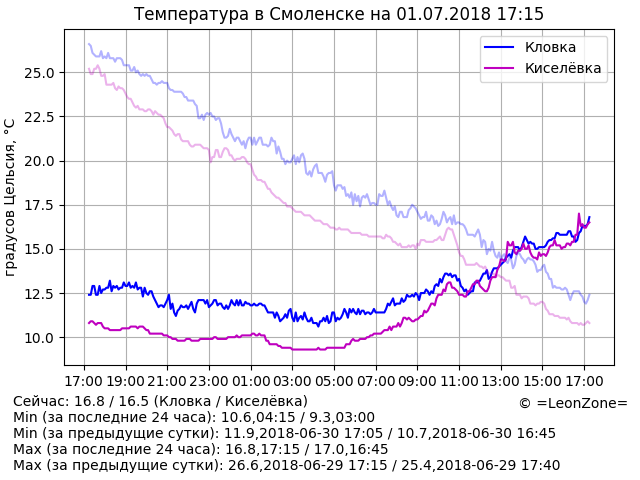 Температура в Смоленске на 01.07.2018 17:15
Кловка
Киселёвка
градусов Цельсия, °C
25.0
22.5
20.0
17.5
15.0
12.5
10.0
17:00 19:00 21:00 23:00 01:00 03:00 05:00 07:00 09:00 11:00 13:00 15:00 17:00
Сейчас: 16.8 / 16.5 (Кловка / Киселёвка)
© =LeonZone=
Min (за последние 24 часа): 10.6,04:15 / 9.3,03:00
Min (за предыдущие сутки): 11.9,2018-06-30 17:05 / 10.7,2018-06-30 16:45
Max (за последние 24 часа): 16.8,17:15 / 17.0,16:45
Max (за предыдущие сутки): 26.6,2018-06-29 17:15 / 25.4,2018-06-29 17:40